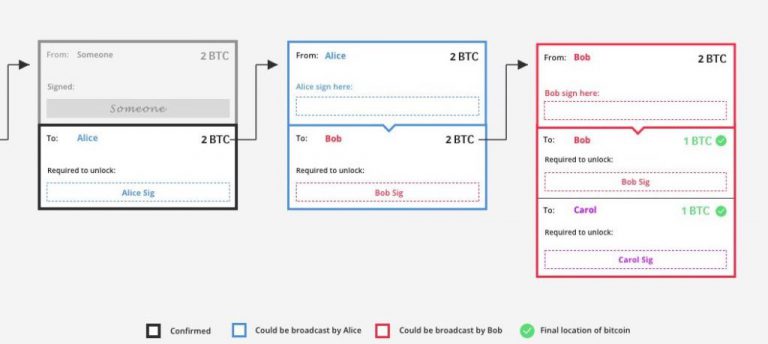 From: Someone 2 BTC
Signed:
Someone
To: Alice 2 BTC
Required to unlock:
Alice Sig
From: Alice 2 BTC
Alice sign here:
To: Bob 2 BTC
Required to unlock:
Bob Sig
From: Bob 2 BTC
Bob sign here:
To: Bob 1 BTC
Required to unlock:
Bob Sig
To: Carol 1 BTC
Required to unlock:
Carol Sig
Confirmed
Could be broadcast by Alice
Could be broadcast by Bob
Final location of bitcoin